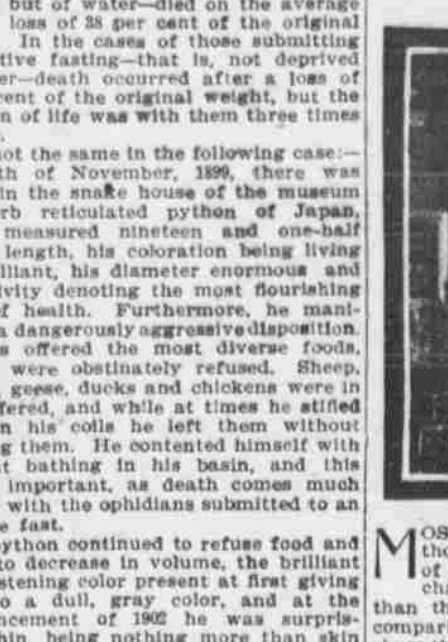 but of water—died on the average
loss of 38 per cent of the original
In the cases of those submitting
tive fasting—that is, not deprived
er—death occurred after a loss of
cent of the original weight, but the
n of life was with them three times
not the same in the following case:—
th of November, 1899, there was
in the snake house of the museum
rb reticulated python of Japan,
measured nineteen and one-half
length, his coloration being living
lliant, his diameter enormous and
ivity denoting the most flourishing
of health. Furthermore, he mani-
a dangerously aggressive disposition.
s offered the most diverse foods,
were obstinately refused. Sheep,
geese, ducks and chickens were in
ffered, and while at times he stifled
n his coils he left them without
g them. He contented himself with
t bathing in his basin, and this
important, as death comes much
with the ophidians submitted to an
e fast.
ython continued to refuse food and
to decrease in volume, the brilliant
stening color present at first giving
o a dull, gray color, and at the
ncement of 1902 he was surpris-
hin, being nothing more than skin
MOS
tho
of
cha
than u
compar